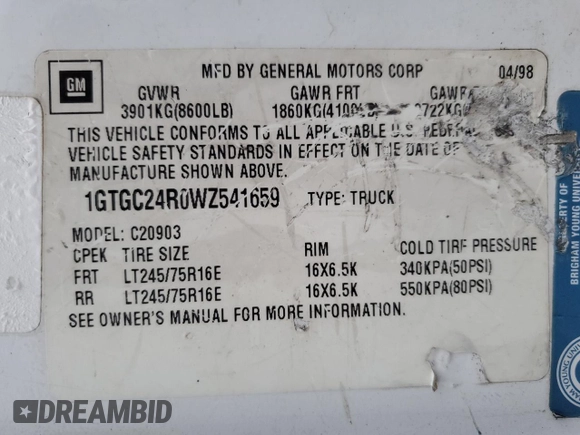 GM
MFD BY GENERAL MOTORS CORP 04/98
GVWR GAWR FRT
3901KG(8600LB)
THIS VEHICLE CONFORMS TO ALL APPLICABLE U.S. FEDERAL
VEHICLE SAFETY STANDARDS IN EFFECT ON THE DATE OF
MANUFACTURE SHOWN ABOVE.
1GTGC24R0WZ541659 TYPE: TRUCK
MODEL: C20903
CPEK TIRE SIZE RIM COLD TIRE PRESSURE
FRT LT245/75R16E 16X6.5K 340KPA(50PSI)
RR LT245/75R16E 16X6.5K 550KPA(80PSI)
SEE OWNER'S MANUAL FOR MORE INFORMATION.
PROPERTY OF
BRIGHAM YOUNG
DREAMBID